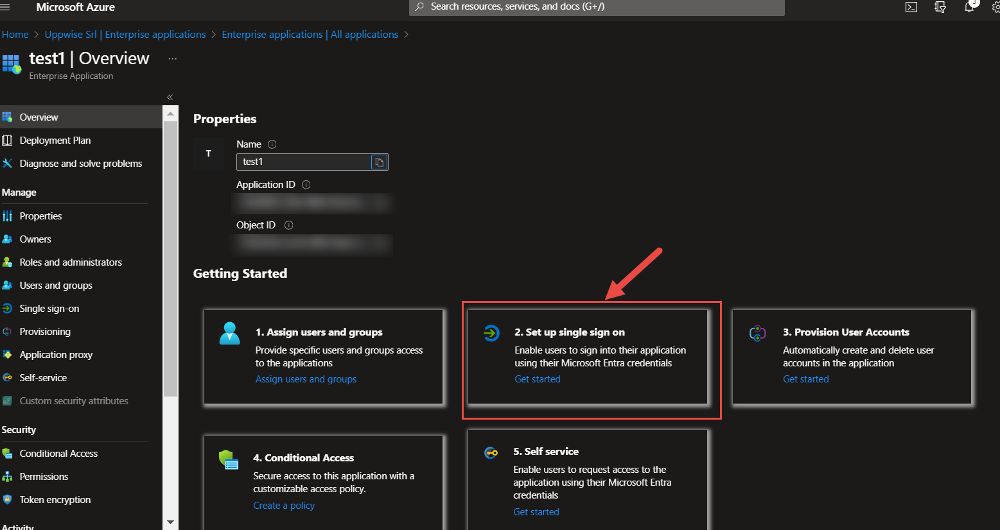 Microsoft Azure
Search resources, services, and docs (G+/)
3
Home > Uppwise Srl | Enterprise applications > Enterprise applications | All applications >
test1 | Overview ...
Enterprise Application
«
Overview
Deployment Plan
Diagnose and solve problems
Manage
Properties
Owners
Roles and administrators
Users and groups
Single sign-on
Provisioning
Application proxy
Self-service
Custom security attributes
Security
Conditional Access
Permissions
Token encryption
Activity
Properties
T
Name
test1
Application ID
Object ID
Getting Started
1. Assign users and groups
Provide specific users and groups access
to the applications
Assign users and groups
2. Set up single sign on
Enable users to sign into their application
using their Microsoft Entra credentials
Get started
3. Provision User Accounts
Automatically create and delete user
accounts in the application
Get started
4. Conditional Access
Secure access to this application with a
customizable access policy.
Create a policy
5. Self service
Enable users to request access to the
application using their Microsoft Entra
credentials
Get started